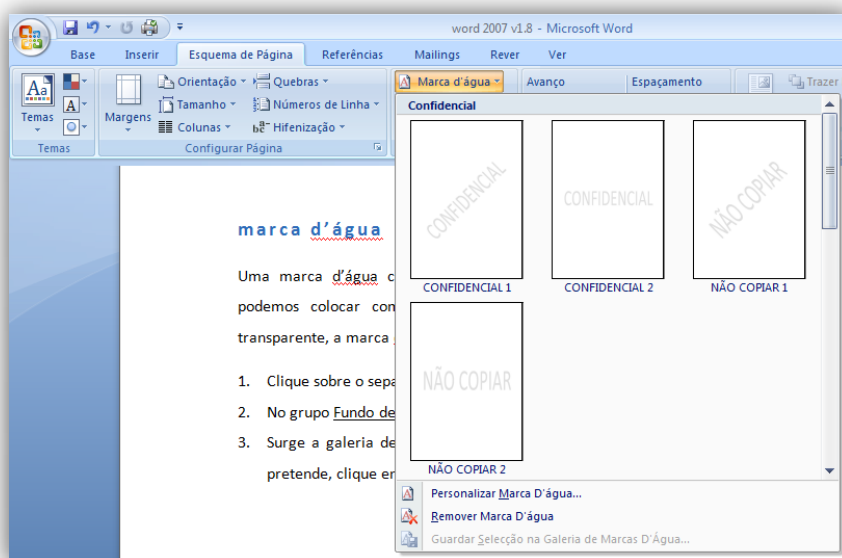 word 2007 v1.8 - Microsoft Word
Base Inserir Esquema de Página Referências Mailings Rever Ver
Aa Orientação Quebras Marca d'água Avanço Espaçamento Trazer
Temas A Margens Tamanho Números de Linha
Colunas Hifenização
Temas Configurar Página
Confidencial
CONFIDENCIAL
CONFIDENCIAL
NÃO COPIAR
CONFIDENCIAL 1 CONFIDENCIAL 2 NÃO COPIAR 1
NÃO COPIAR
NÃO COPIAR 2
Personalizar Marca D'água...
Remover Marca D'água
Guardar Selecção na Galeria de Marcas D'Água...
marca d'água
Uma marca d'água
podemos colocar
transparente, a marca
1. Clique sobre o
2. No grupo Fundo de
3. Surge a galeria de
pretende, clique